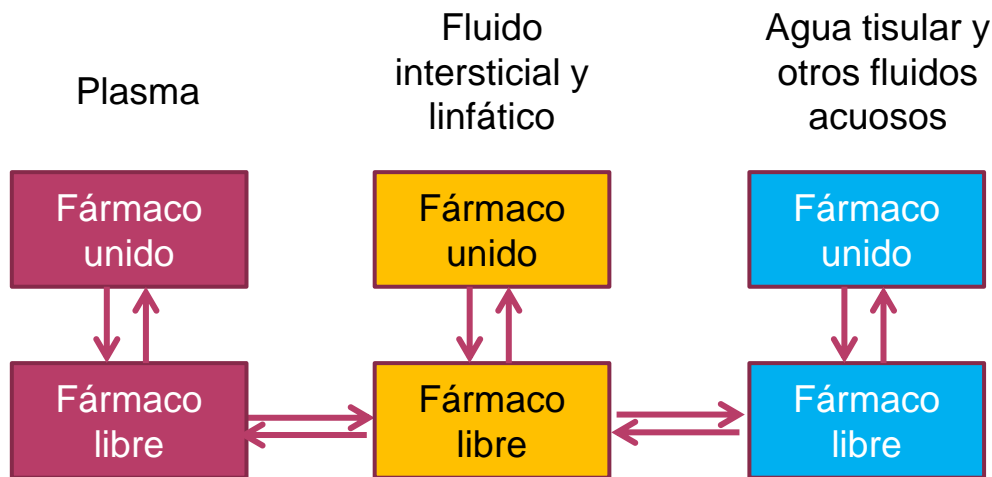 Plasma
Fluido
intersticial y
linfático
Agua tisular y
otros fluidos
acuosos
Fármaco
unido
Fármaco
unido
Fármaco
unido
Fármaco
libre
Fármaco
libre
Fármaco
libre